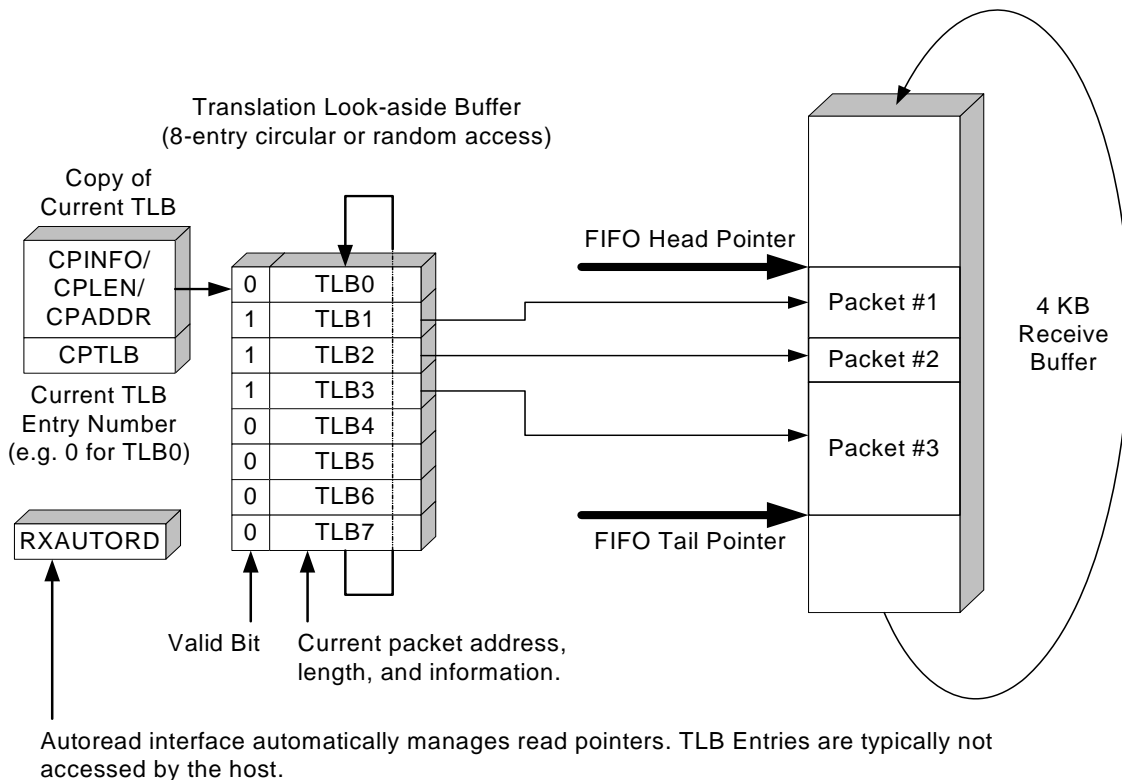 Translation Look-aside Buffer
(8-entry circular or random access)
Copy of
Current TLB
CPINFO/
CPLEN/
CPADDR
CPTLB
Current TLB
Entry Number
(e.g. 0 for TLB0)
RXAUTORD
0 TLB0
1 TLB1
1 TLB2
1 TLB3
0 TLB4
0 TLB5
0 TLB6
0 TLB7
Valid Bit
Current packet address,
length, and information.
FIFO Head Pointer
Packet #1
Packet #2
Packet #3
FIFO Tail Pointer
4 KB
Receive
Buffer
Autoread interface automatically manages read pointers. TLB Entries are typically not
accessed by the host.